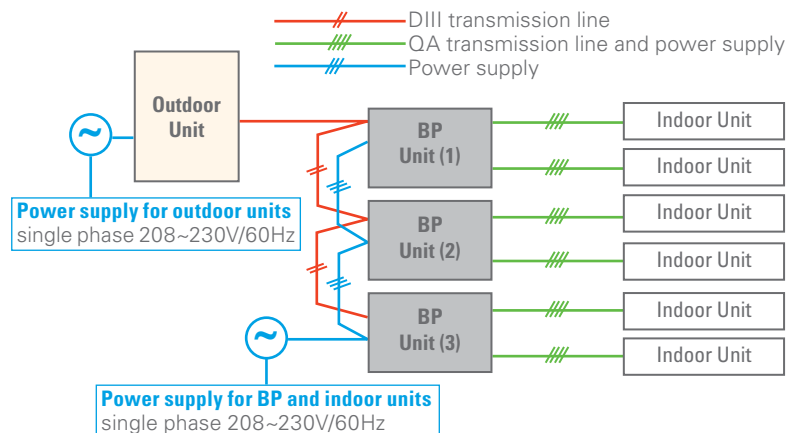 DIII transmission line
QA transmission line and power supply
Power supply
Outdoor
Unit
~
Power supply for outdoor units
single phase 208~230V/60Hz
BP
Unit (1)
Indoor Unit
Indoor Unit
BP
Unit (2)
Indoor Unit
Indoor Unit
BP
Unit (3)
Indoor Unit
Indoor Unit
~
Power supply for BP and indoor units
single phase 208~230V/60Hz